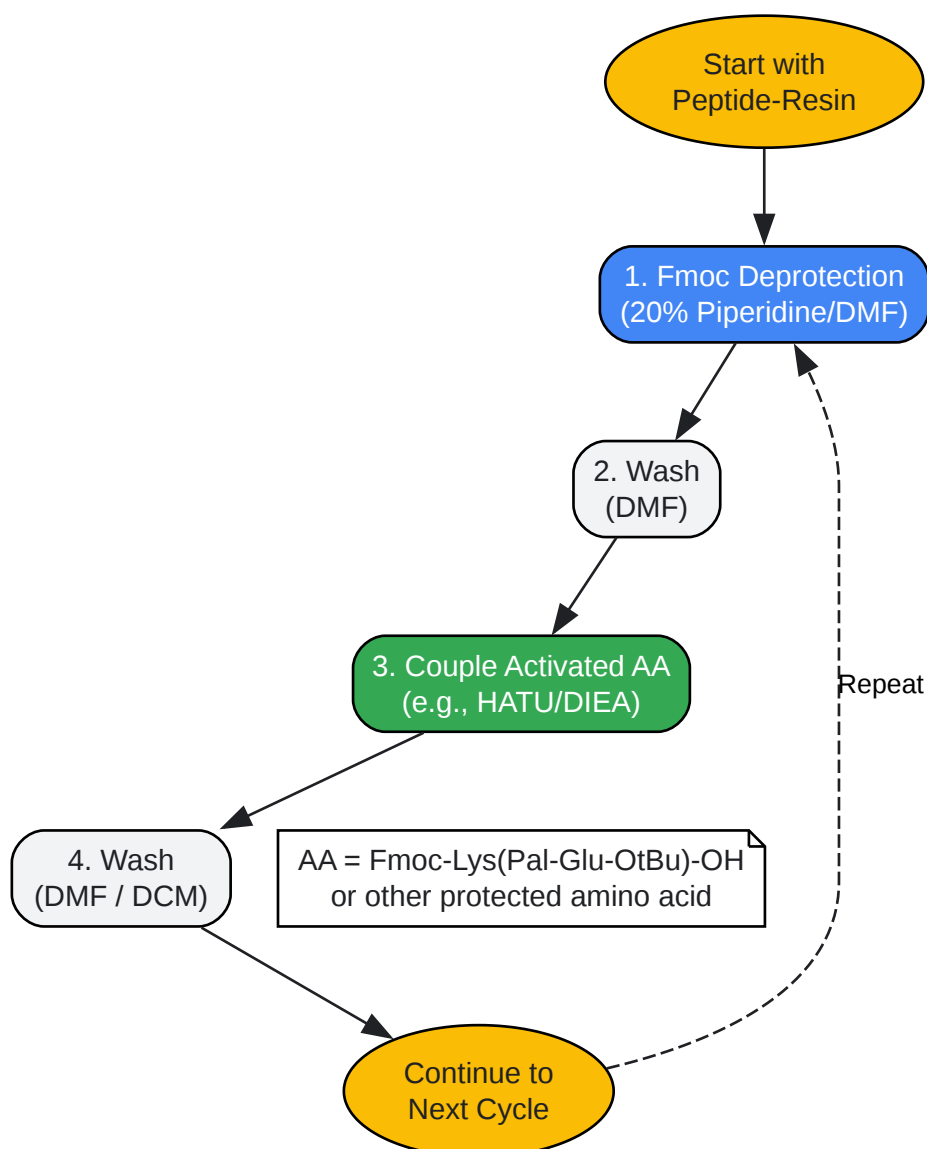 Start with
Peptide-Resin
1. Fmoc Deprotection
(20% Piperidine/DMF)
2. Wash
(DMF)
3. Couple Activated AA
(e.g., HATU/DIEA)
Repeat
4. Wash
(DMF / DCM)
AA = Fmoc-Lys(Pal-Glu-OtBu)-OH
or other protected amino acid
Continue to
Next Cycle